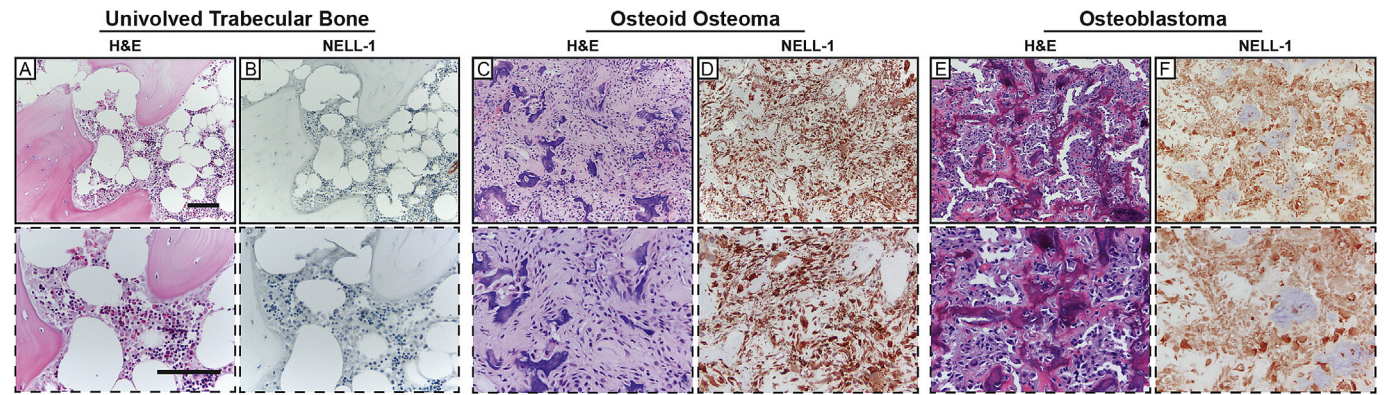 Univolved Trabecular Bone
H&E NELL-1
Osteoid Osteoma
H&E NELL-1
Osteoblastoma
H&E NELL-1
A B C D E F